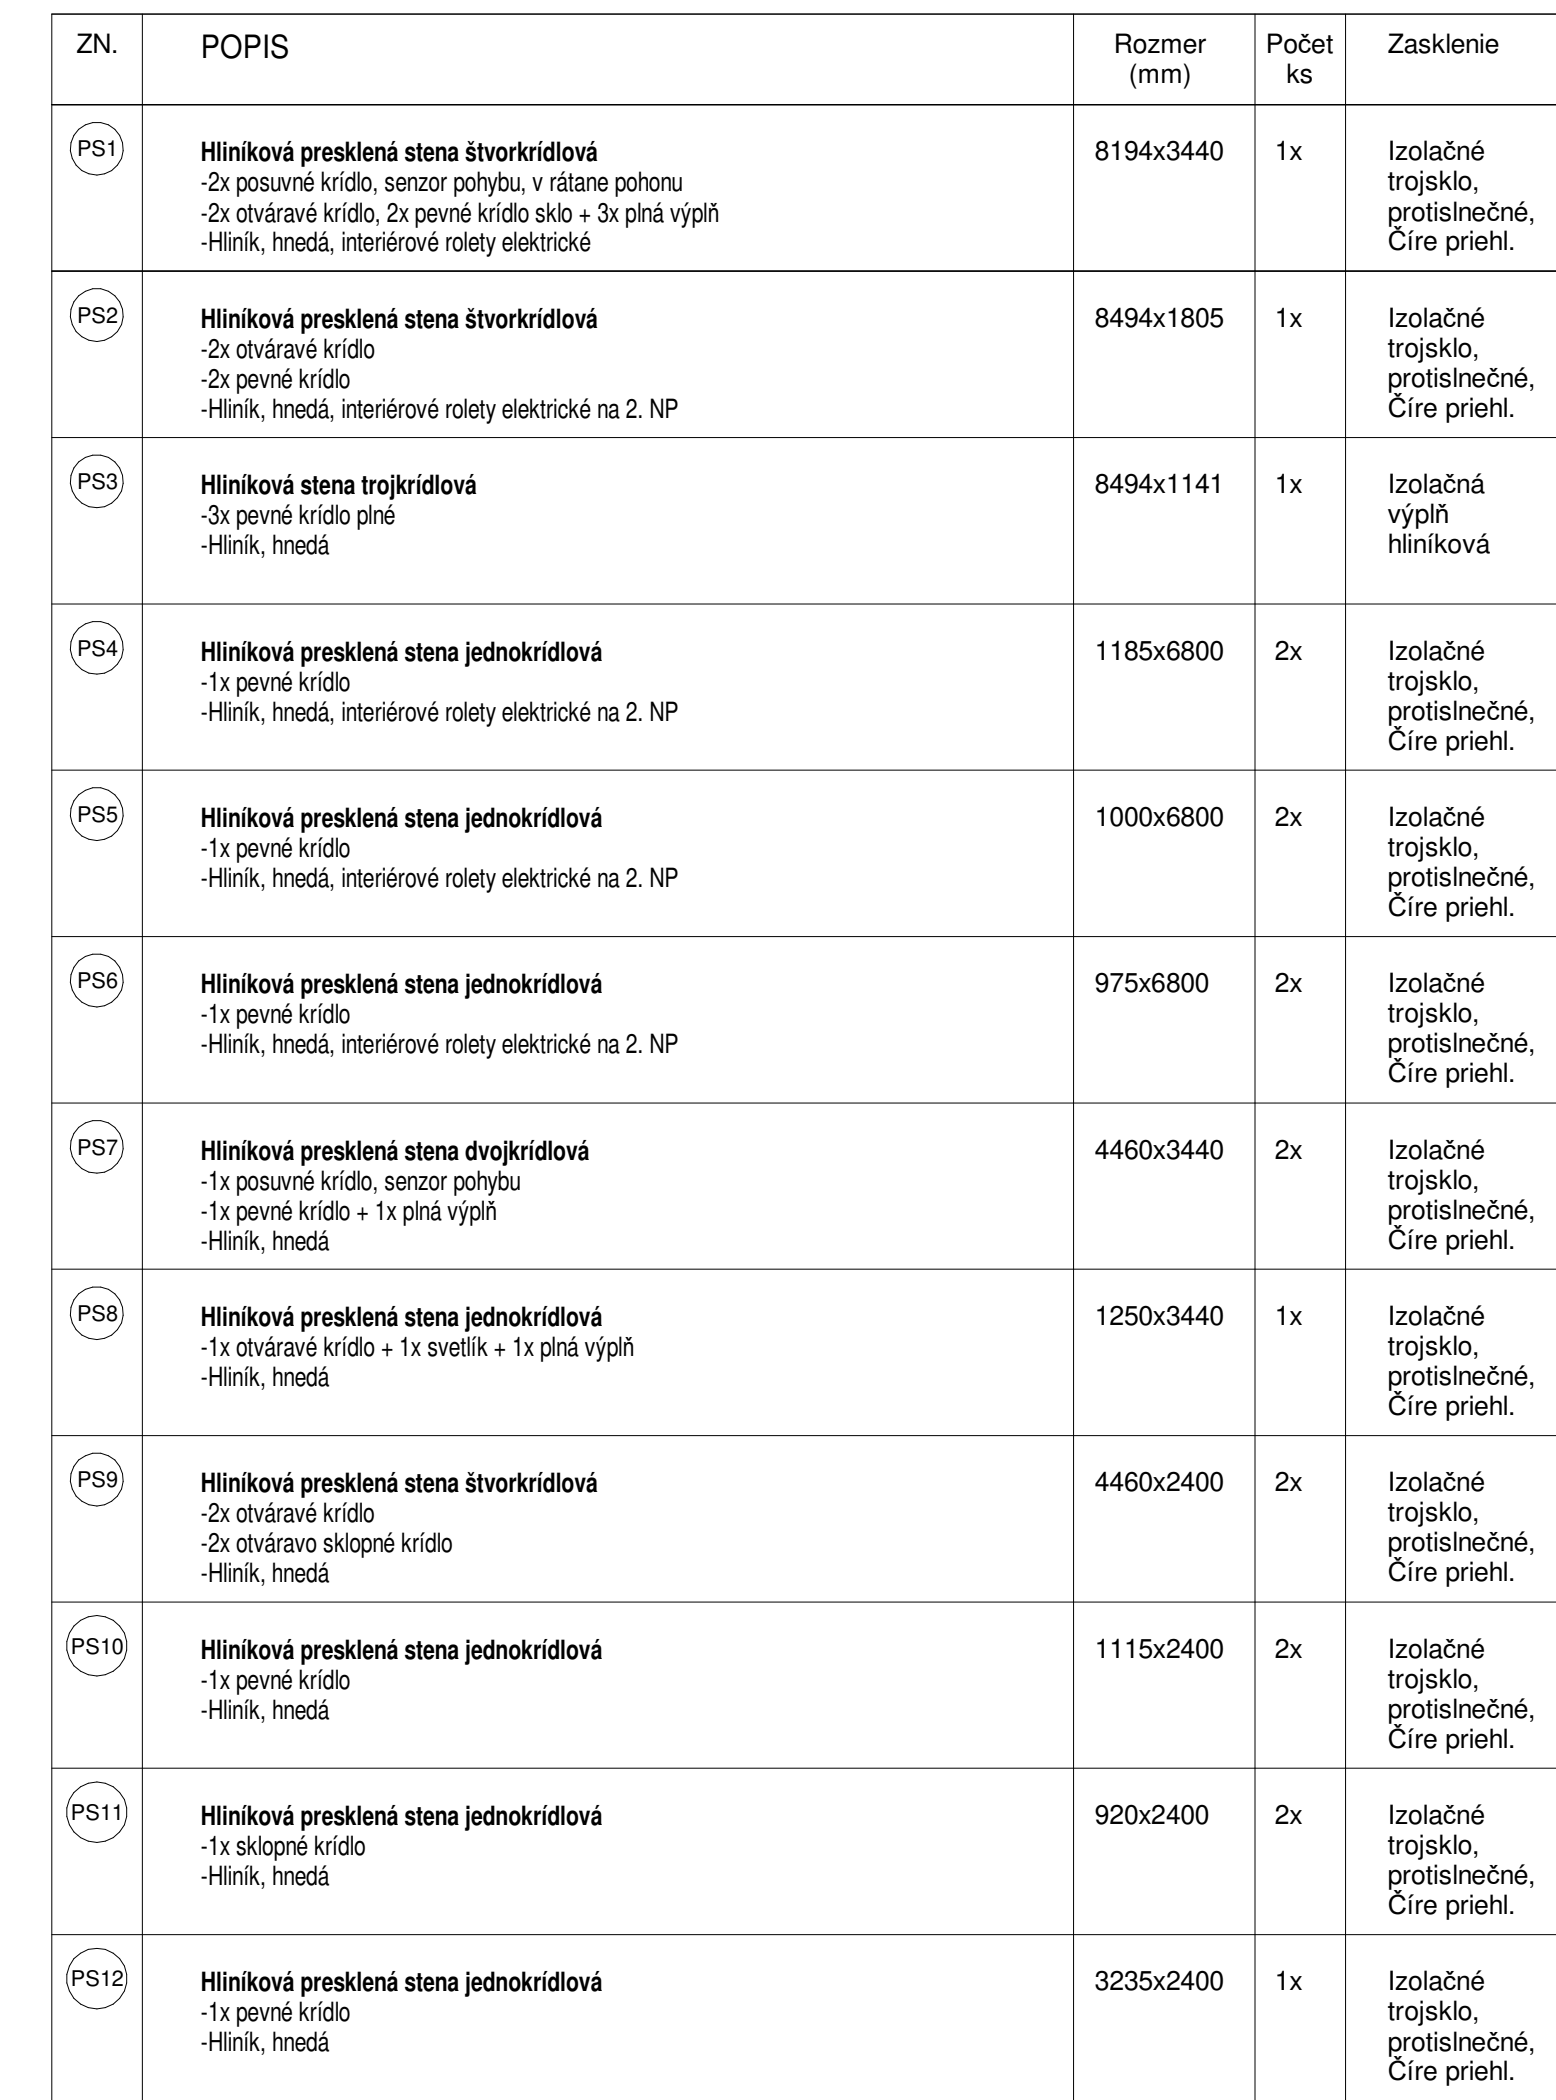 ZN. POPIS Rozmer (mm) Počet ks Zasklenie
PS1 Hliníková presklená stena štvorkrídlová 8194x3440 1x Izolačné
-2x posuvné krídlo, senzor pohybu, v rátane pohonu trojsklo,
-2x otváravé krídlo, 2x pevné krídlo sklo + 3x plná výplň protislnečné,
-Hliník, hnedá, interiérové rolety elektrické Číre priehl.
PS2 Hliníková presklená stena štvorkrídlová 8494x1805 1x Izolačné
-2x otváravé krídlo trojsklo,
-2x pevné krídlo protislnečné,
-Hliník, hnedá, interiérové rolety elektrické na 2. NP Číre priehl.
PS3 Hliníková stena trojkrídlová 8494x1141 1x Izolačná
-3x pevné krídlo plné výplň
-Hliník, hnedá hliníková
PS4 Hliníková presklená stena jednokrídlová 1185x6800 2x Izolačné
-1x pevné krídlo trojsklo,
-Hliník, hnedá, interiérové rolety elektrické na 2. NP protislnečné,
Číre priehl.
PS5 Hliníková presklená stena jednokrídlová 1000x6800 2x Izolačné
-1x pevné krídlo trojsklo,
-Hliník, hnedá, interiérové rolety elektrické na 2. NP protislnečné,
Číre priehl.
PS6 Hliníková presklená stena jednokrídlová 975x6800 2x Izolačné
-1x pevné krídlo trojsklo,
-Hliník, hnedá, interiérové rolety elektrické na 2. NP protislnečné,
Číre priehl.
PS7 Hliníková presklená stena dvojkrídlová 4460x3440 2x Izolačné
-1x posuvné krídlo, senzor pohybu trojsklo,
-1x pevné krídlo + 1x plná výplň protislnečné,
-Hliník, hnedá Číre priehl.
PS8 Hliníková presklená stena jednokrídlová 1250x3440 1x Izolačné
-1x otváravé krídlo + 1x svetlík + 1x plná výplň trojsklo,
-Hliník, hnedá protislnečné,
Číre priehl.
PS9 Hliníková presklená stena štvorkrídlová 4460x2400 2x Izolačné
-2x otváravé krídlo trojsklo,
-2x otváravo sklopné krídlo protislnečné,
-Hliník, hnedá Číre priehl.
PS10 Hliníková presklená stena jednokrídlová 1115x2400 2x Izolačné
-1x pevné krídlo trojsklo,
-Hliník, hnedá protislnečné,
Číre priehl.
PS11 Hliníková presklená stena jednokrídlová 920x2400 2x Izolačné
-1x sklopné krídlo trojsklo,
-Hliník, hnedá protislnečné,
Číre priehl.
PS12 Hliníková presklená stena jednokrídlová 3235x2400 1x Izolačné
-1x pevné krídlo trojsklo,
-Hliník, hnedá protislnečné,
Číre priehl.